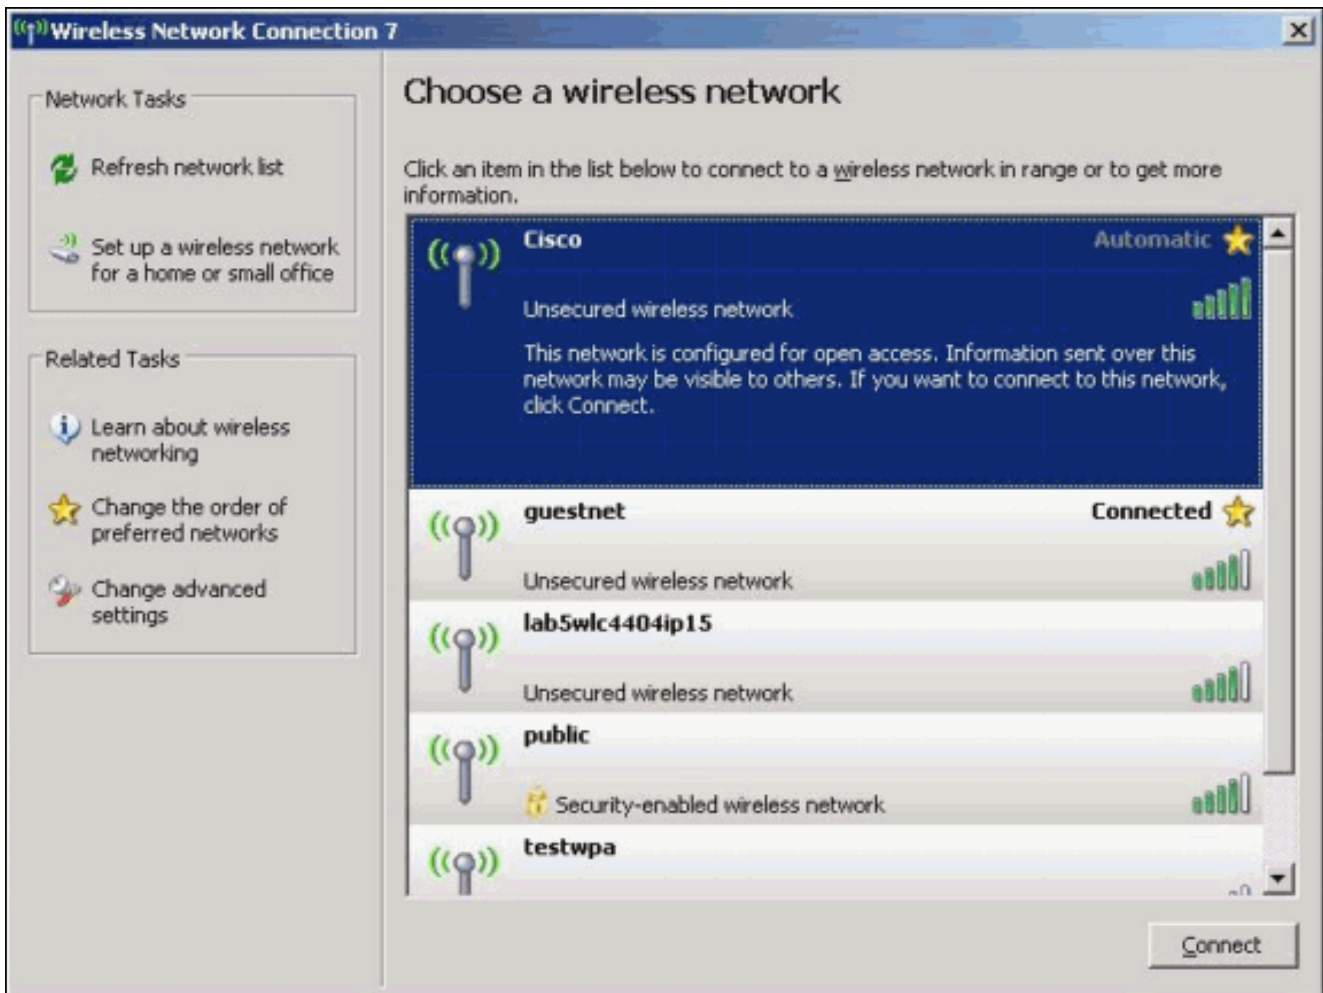 Wireless Network Connection 7
Network Tasks
Refresh network list
Set up a wireless network
for a home or small office
Related Tasks
Learn about wireless
networking
Change the order of
preferred networks
Change advanced
settings
Choose a wireless network
Click an item in the list below to connect to a wireless network in range or to get more
information.
Cisco
Automatic
Unsecured wireless network
This network is configured for open access. Information sent over this
network may be visible to others. If you want to connect to this network,
click Connect.
guestnet
Connected
Unsecured wireless network
lab5wlc4404ip15
Unsecured wireless network
public
Security-enabled wireless network
testwpa
Connect